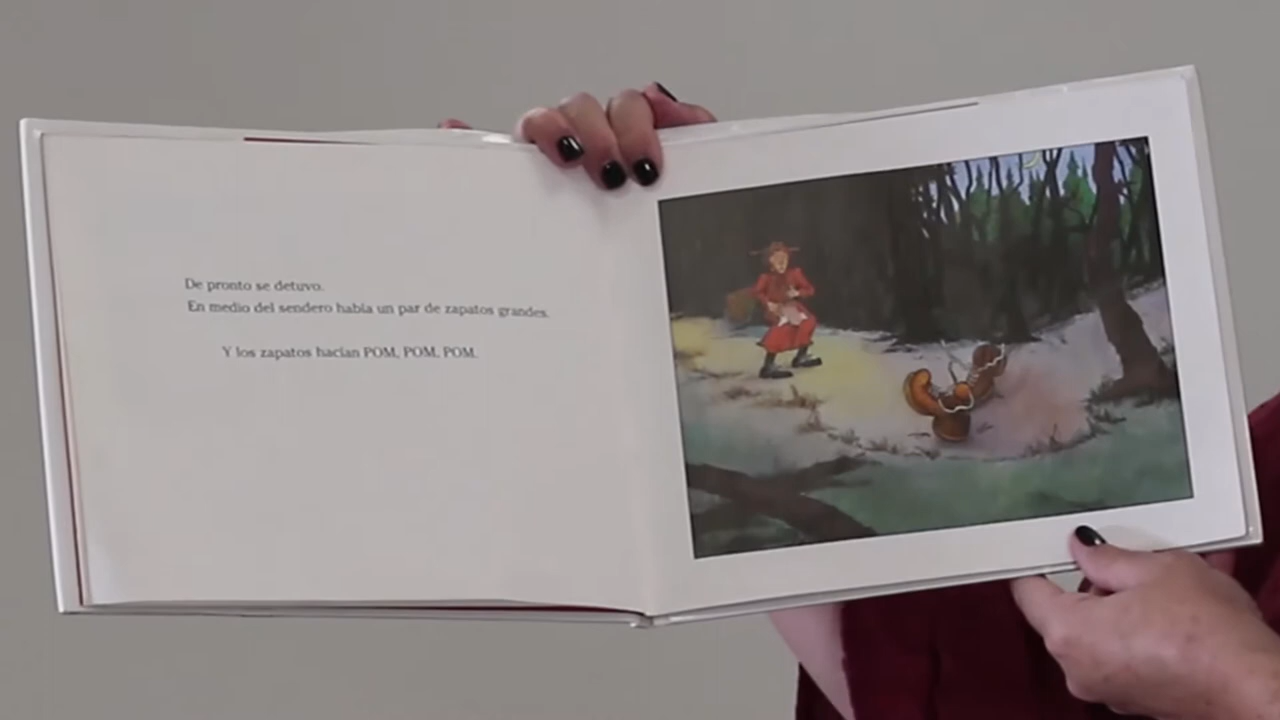 De pronto se detuvo.
En medio del sendero había un par de zapatos grandes.
Y los zapatos hacían POM, POM, POM.